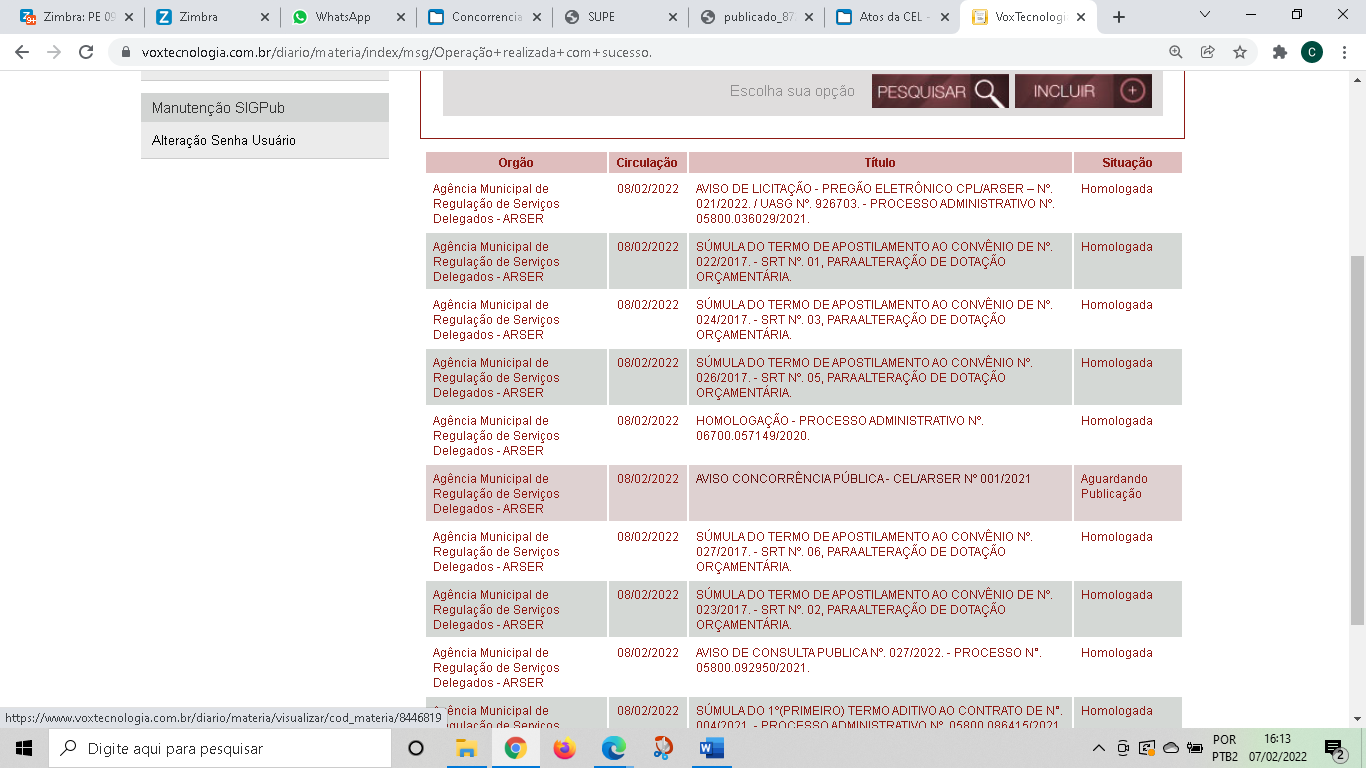 Zimbra: PE 09
Zimbra
WhatsApp
Concorrencia
SUPE
publicado_87
Atos da CEL -
VoxTecnologi
voxtecnologia.com.br/diario/materia/index/msg/Operação+realizada+com+sucesso.
C
Manutenção SIGPub
Alteração Senha Usuário
Escolha sua opção
PESQUISAR
INCLUIR
Orgão Circulação Título Situação
Agência Municipal de 08/02/2022 AVISO DE LICITAÇÃO - PREGÃO ELETRÔNICO CPL/ARSER – Nº. Homologada
Regulação de Serviços 021/2022. / UASG Nº. 926703. - PROCESSO ADMINISTRATIVO Nº.
Delegados - ARSER 05800.036029/2021.
Agência Municipal de 08/02/2022 SÚMULA DO TERMO DE APOSTILAMENTO AO CONVÊNIO DE Nº. Homologada
Regulação de Serviços 022/2017. - SRT Nº. 01, PARAALTERAÇÃO DE DOTAÇÃO
Delegados - ARSER ORÇAMENTÁRIA.
Agência Municipal de 08/02/2022 SÚMULA DO TERMO DE APOSTILAMENTO AO CONVÊNIO DE Nº. Homologada
Regulação de Serviços 024/2017. - SRT Nº. 03, PARAALTERAÇÃO DE DOTAÇÃO
Delegados - ARSER ORÇAMENTÁRIA.
Agência Municipal de 08/02/2022 SÚMULA DO TERMO DE APOSTILAMENTO AO CONVÊNIO Nº. Homologada
Regulação de Serviços 026/2017. - SRT Nº. 05, PARAALTERAÇÃO DE DOTAÇÃO
Delegados - ARSER ORÇAMENTÁRIA.
Agência Municipal de 08/02/2022 HOMOLOGAÇÃO - PROCESSO ADMINISTRATIVO Nº. Homologada
Regulação de Serviços 06700.057149/2020.
Delegados - ARSER
Agência Municipal de 08/02/2022 AVISO CONCORRÊNCIA PÚBLICA - CEL/ARSER Nº 001/2021 Aguardando
Regulação de Serviços Publicação
Delegados - ARSER
Agência Municipal de 08/02/2022 SÚMULA DO TERMO DE APOSTILAMENTO AO CONVÊNIO Nº. Homologada
Regulação de Serviços 027/2017. - SRT Nº. 06, PARAALTERAÇÃO DE DOTAÇÃO
Delegados - ARSER ORÇAMENTÁRIA.
Agência Municipal de 08/02/2022 SÚMULA DO TERMO DE APOSTILAMENTO AO CONVÊNIO DE Nº. Homologada
Regulação de Serviços 023/2017. - SRT Nº. 02, PARAALTERAÇÃO DE DOTAÇÃO
Delegados - ARSER ORÇAMENTÁRIA.
Agência Municipal de 08/02/2022 AVISO DE CONSULTA PUBLICA Nº. 027/2022. - PROCESSO N°. Homologada
Regulação de Serviços 05800.092950/2021.
Delegados - ARSER
Agência Municipal de 08/02/2022 SÚMULA DO 1º(PRIMEIRO) TERMO ADITIVO AO CONTRATO DE N°. Homologada
Regulação de Serviços 004/2021. - PROCESSO ADMINISTRATIVO Nº. 05800.086415/2021
https://www.voxtecnologia.com.br/diario/materia/visualizar/cod_materia/8446819
Digite aqui para pesquisar
POR 16:13
PTB2 07/02/2022
2